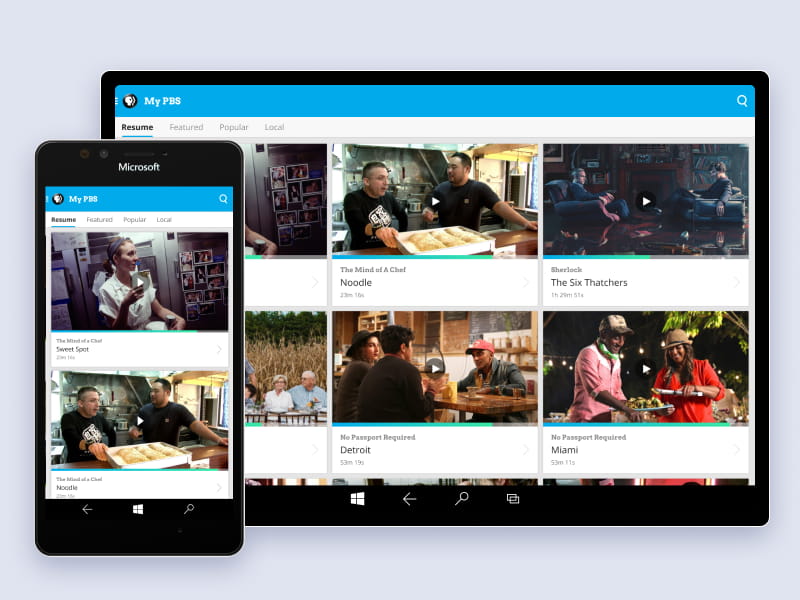 My PBS
Resume Featured Popular Local
The Mind of A Chef
Noodle
23m 16s
Sherlock
The Six Thatchers
1h 29m 51s
No Passport Required
Detroit
53m 19s
No Passport Required
Miami
53m 11s
Microsoft
My PBS
Resume Featured Popular Local
The Mind of a Chef
Sweet Spot
23m 16s
The Mind of a Chef
Noodle